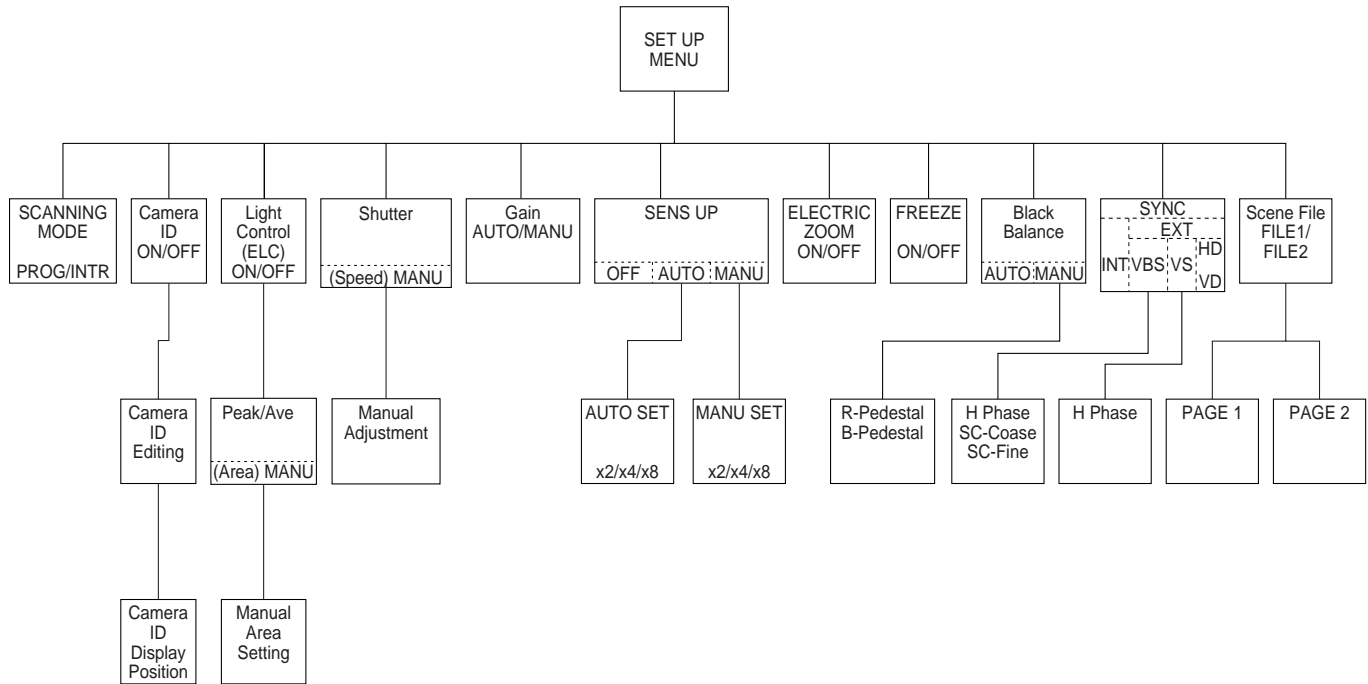 SET UP
MENU
SCANNING
MODE
PROG/INTR
Camera
ID
ON/OFF
Light
Control
(ELC)
ON/OFF
Shutter
(Speed) MANU
Gain
AUTO/MANU
SENS UP
OFF AUTO MANU
ELECTRIC
ZOOM
ON/OFF
FREEZE
ON/OFF
Black
Balance
AUTO MANU
SYNC
EXT
INT VBS VS HD
VD
Scene File
FILE1/
FILE2
Camera
ID
Editing
Peak/Ave
(Area) MANU
Manual
Adjustment
AUTO SET
x2/x4/x8
MANU SET
x2/x4/x8
R-Pedestal
B-Pedestal
H Phase
SC-Coase
SC-Fine
H Phase
PAGE 1
PAGE 2
Camera
ID
Display
Position
Manual
Area
Setting